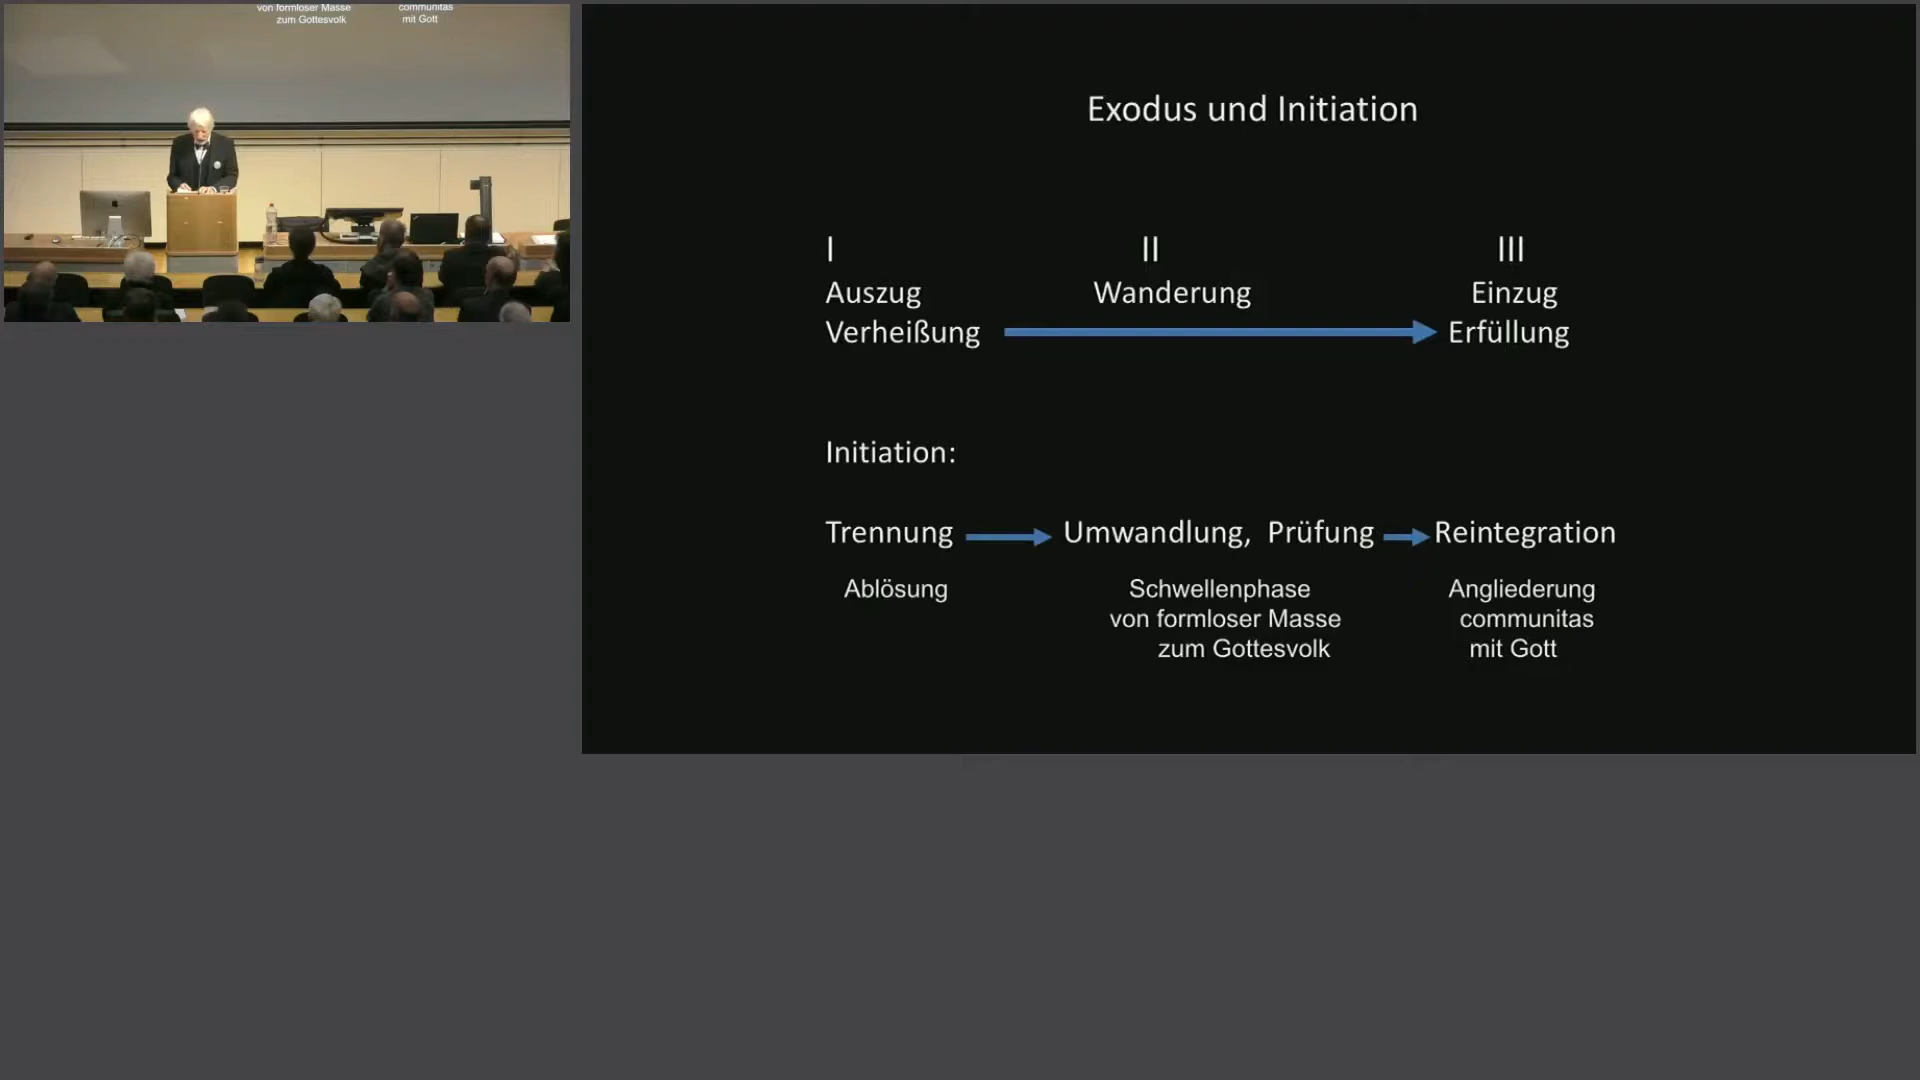 von formloser Masse communitas
zum Gottesvolk mit Gott
Exodus und Initiation
I II III
Auszug Wanderung Einzug
Verheißung Erfüllung
Initiation:
Trennung Umwandlung, Prüfung Reintegration
Ablösung Schwellenphase Angliederung
von formloser Masse communitas
zum Gottesvolk mit Gott